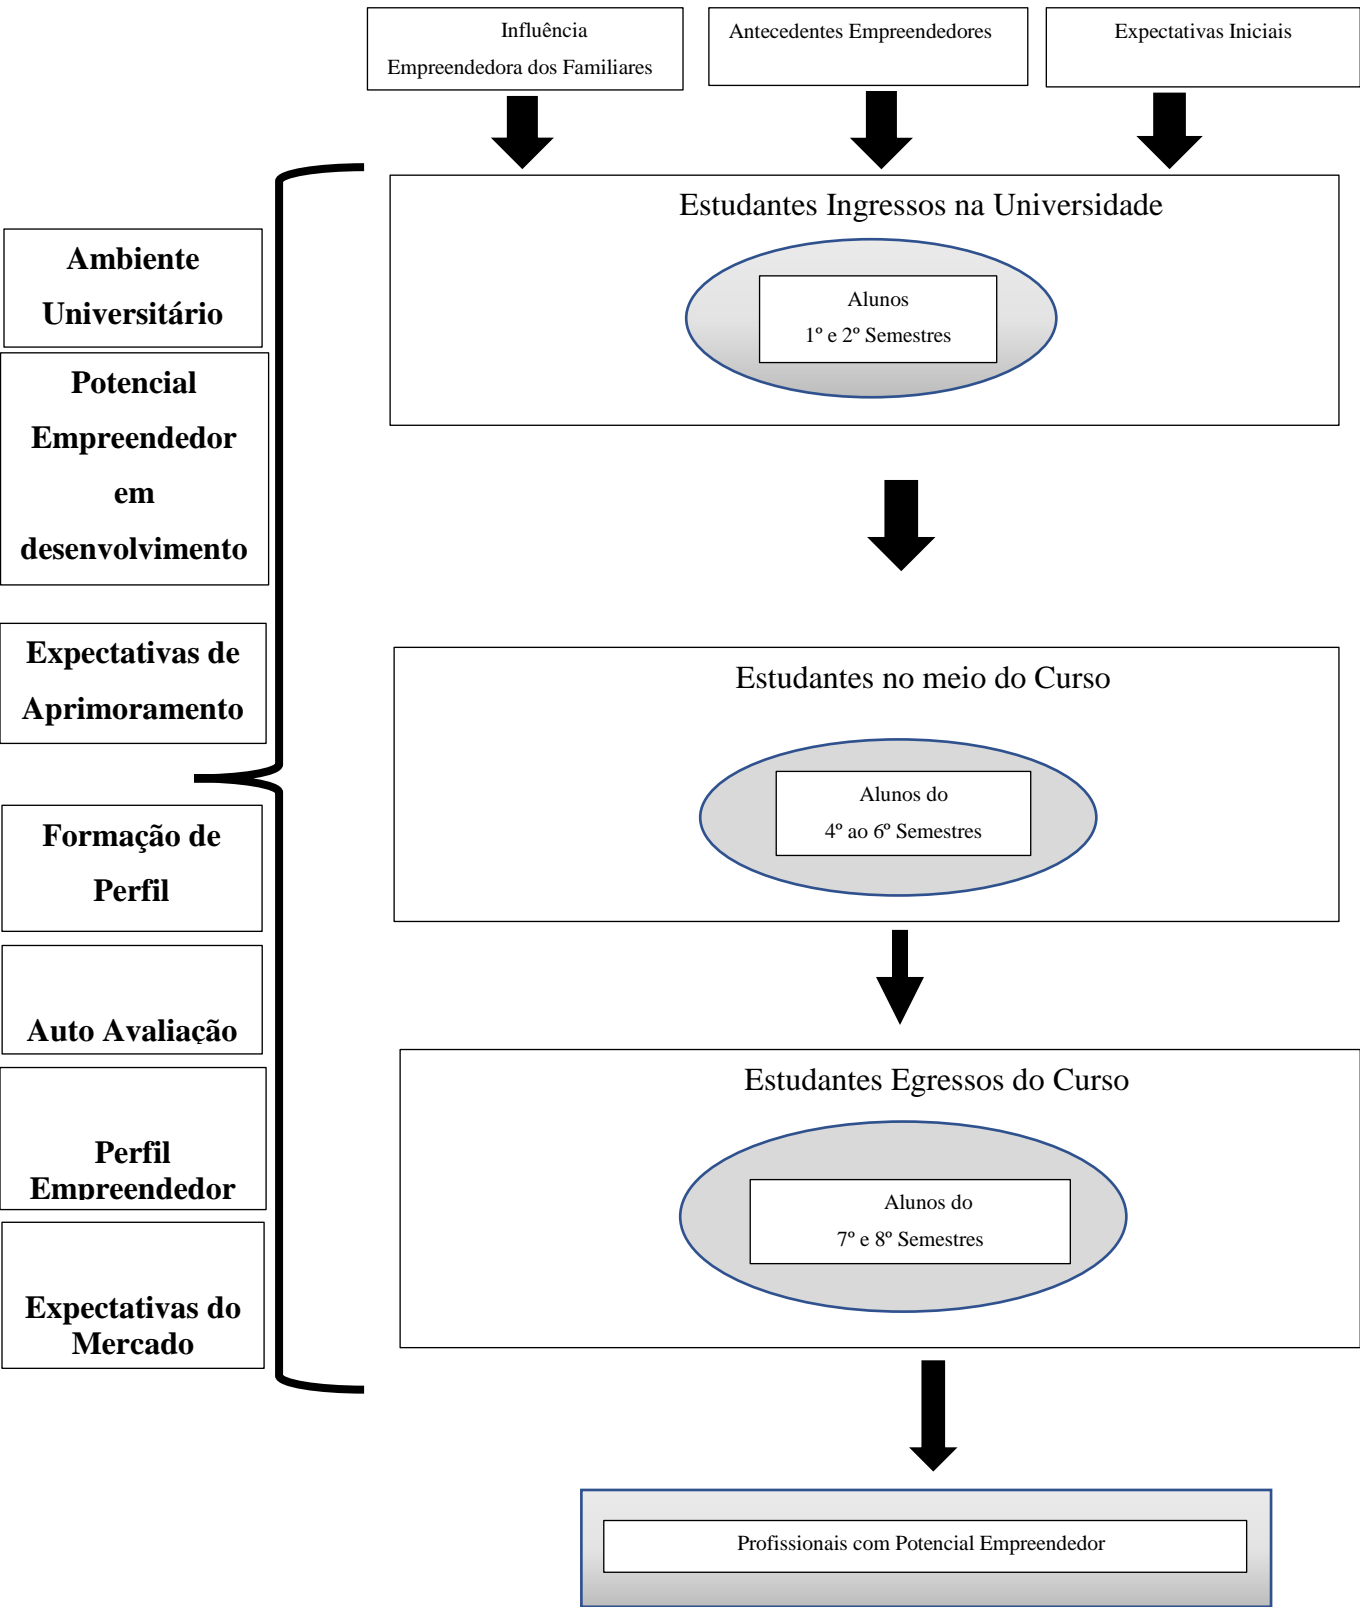 Influência
Empreendedora dos Familiares
Antecedentes Empreendedores
Expectativas Iniciais
Estudantes Ingressos na Universidade
Alunos
1º e 2º Semestres
Ambiente
Universitário
Potencial
Empreendedor
em
desenvolvimento
Expectativas de
Aprimoramento
Estudantes no meio do Curso
Alunos do
4º ao 6º Semestres
Formação de
Perfil
Auto Avaliação
Estudantes Egressos do Curso
Alunos do
7º e 8º Semestres
Perfil
Empreendedor
Expectativas do
Mercado
Profissionais com Potencial Empreendedor